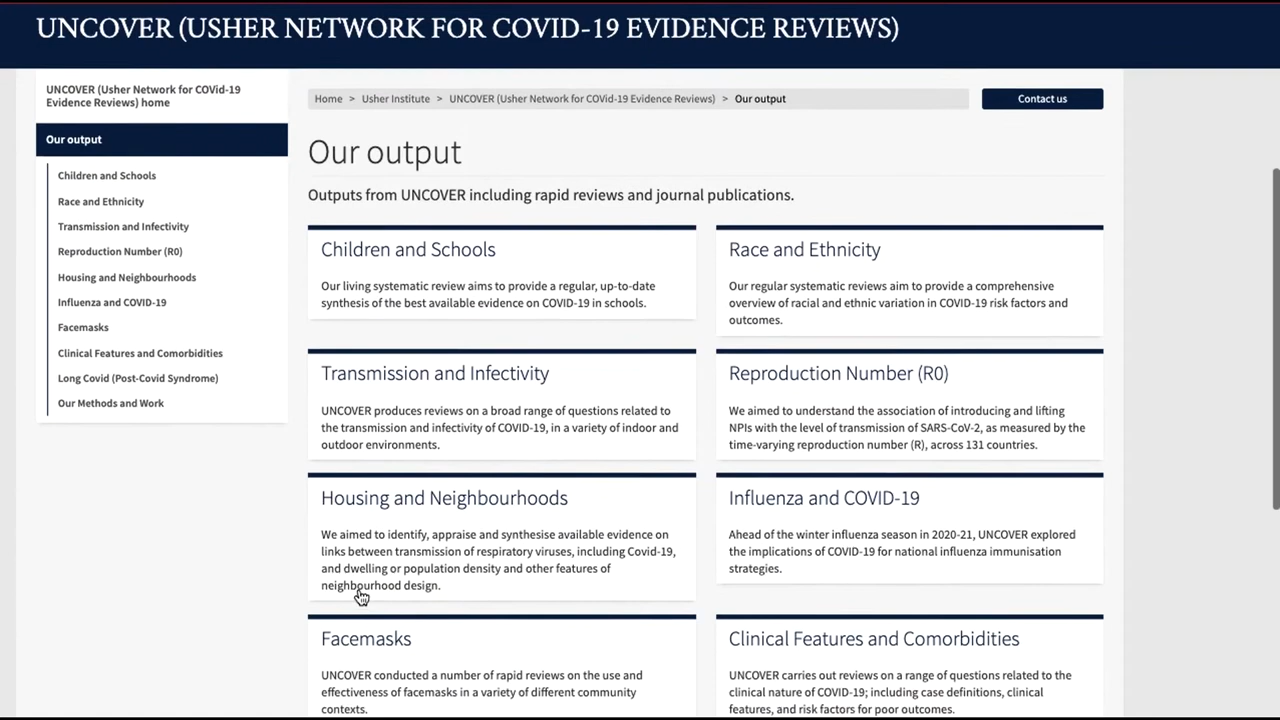 UNCOVER (USHER NETWORK FOR COVID-19 EVIDENCE REVIEWS)
UNCOVER (Usher Network for COVid-19
Evidence Reviews) home
Our output
Children and Schools
Race and Ethnicity
Transmission and Infectivity
Reproduction Number (R0)
Housing and Neighbourhoods
Influenza and COVID-19
Facemasks
Clinical Features and Comorbidities
Long Covid (Post-Covid Syndrome)
Our Methods and Work
Home > Usher Institute > UNCOVER (Usher Network for COVid-19 Evidence Reviews) > Our output
Contact us
Our output
Outputs from UNCOVER including rapid reviews and journal publications.
Children and Schools
Our living systematic review aims to provide a regular, up-to-date
synthesis of the best available evidence on COVID-19 in schools.
Race and Ethnicity
Our regular systematic reviews aim to provide a comprehensive
overview of racial and ethnic variation in COVID-19 risk factors and
outcomes.
Transmission and Infectivity
UNCOVER produces reviews on a broad range of questions related to
the transmission and infectivity of COVID-19, in a variety of indoor and
outdoor environments.
Reproduction Number (R0)
We aimed to understand the association of introducing and lifting
NPIs with the level of transmission of SARS-CoV-2, as measured by the
time-varying reproduction number (R), across 131 countries.
Housing and Neighbourhoods
We aimed to identify, appraise and synthesise available evidence on
links between transmission of respiratory viruses, including Covid-19,
and dwelling or population density and other features of
neighbourhood design.
Influenza and COVID-19
Ahead of the winter influenza season in 2020-21, UNCOVER explored
the implications of COVID-19 for national influenza immunisation
strategies.
Facemasks
UNCOVER conducted a number of rapid reviews on the use and
effectiveness of facemasks in a variety of different community
contexts.
Clinical Features and Comorbidities
UNCOVER carries out reviews on a range of questions related to the
clinical nature of COVID-19; including case definitions, clinical
features, and risk factors for poor outcomes.